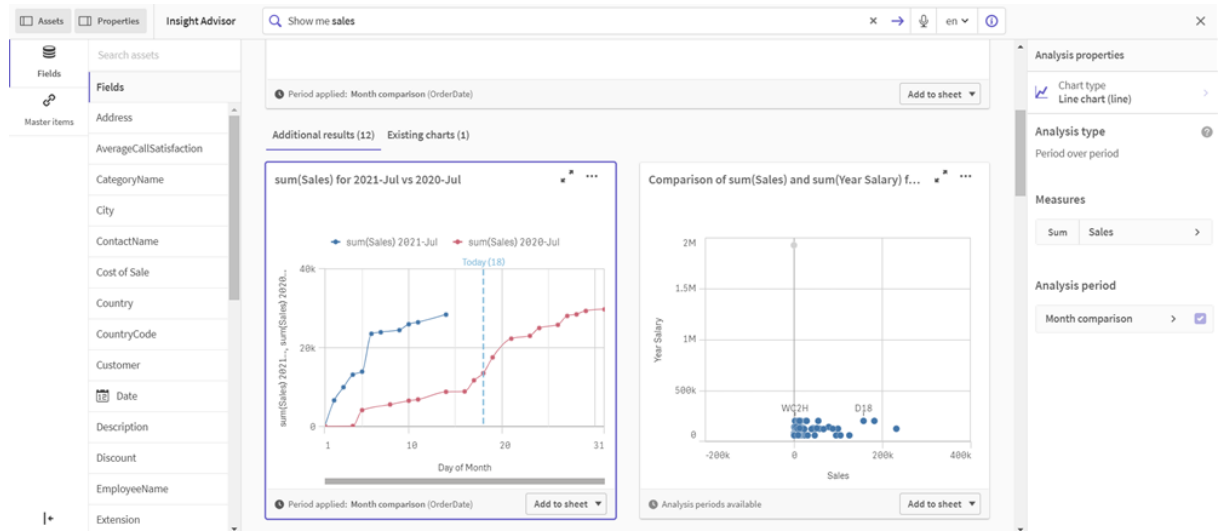 Assets
Properties
Insight Advisor
Show me sales
en
Fields
Master items
Search assets
Fields
Address
AverageCallSatisfaction
CategoryName
City
ContactName
Cost of Sale
Country
CountryCode
Customer
Date
Description
Discount
EmployeeName
Extension
Period applied: Month comparison (OrderDate)
Add to sheet
Additional results (12) Existing charts (1)
sum(Sales) for 2021-Jul vs 2020-Jul
sum(Sales) 2021-Jul
sum(Sales) 2020-Jul
Today (18)
sum(Sales) 2021..., sum(Sales) 2020...
40k
20k
0
1 10 20 31
Day of Month
Period applied: Month comparison (OrderDate)
Add to sheet
Comparison of sum(Sales) and sum(Year Salary) f...
Year Salary
2M
1.5M
1M
500k
0
WC2H D18
-200k 0 200k 400k
Sales
Analysis periods available
Add to sheet
Analysis properties
Chart type
Line chart (line)
Analysis type
Period over period
Measures
Sum Sales
Analysis period
Month comparison